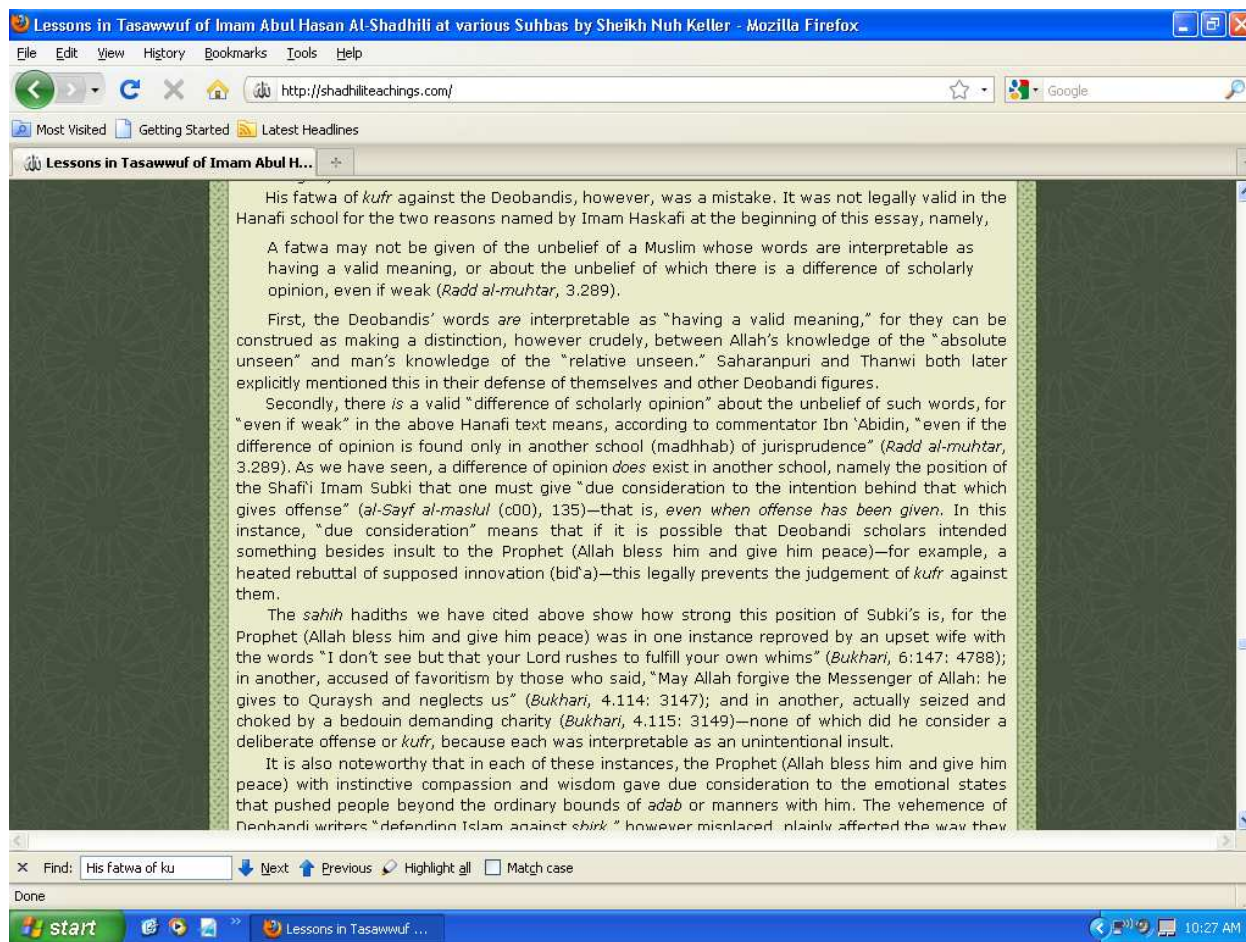 Lessons in Tasawwuf of Imam Abul Hasan Al-Shadhili at various Suhbas by Sheikh Nuh Keller - Mozilla Firefox
File Edit View History Bookmarks Tools Help
http://shadhiliteachings.com/ Google
Most Visited Getting Started Latest Headlines
Lessons in Tasawwuf of Imam Abul H...
His fatwa of kufr against the Deobandis, however, was a mistake. It was not legally valid in the
Hanafi school for the two reasons named by Imam Haskafi at the beginning of this essay, namely,
A fatwa may not be given of the unbelief of a Muslim whose words are interpretable as
having a valid meaning, or about the unbelief of which there is a difference of scholarly
opinion, even if weak (Radd al-muhtar, 3.289).
First, the Deobandis’ words are interpretable as “having a valid meaning,” for they can be
construed as making a distinction, however crudely, between Allah’s knowledge of the “absolute
unseen” and man’s knowledge of the “relative unseen.” Saharanpuri and Thanwi both later
explicitly mentioned this in their defense of themselves and other Deobandi figures.
Secondly, there is a valid “difference of scholarly opinion” about the unbelief of such words, for
“even if weak” in the above Hanafi text means, according to commentator Ibn ‘Abidin, “even if the
difference of opinion is found only in another school (madhhab) of jurisprudence” (Radd al-muhtar,
3.289). As we have seen, a difference of opinion does exist in another school, namely the position of
the Shafi‘i Imam Subki that one must give “due consideration to the intention behind that which
gives offense” (al-Sayf al-maslul (c00), 135)—that is, even when offense has been given. In this
instance, “due consideration” means that if it is possible that Deobandi scholars intended
something besides insult to the Prophet (Allah bless him and give him peace)—for example, a
heated rebuttal of supposed innovation (bid‘a)—this legally prevents the judgement of kufr against
them.
The sahih hadiths we have cited above show how strong this position of Subki’s is, for the
Prophet (Allah bless him and give him peace) was in one instance reproved by an upset wife with
the words “I don’t see but that your Lord rushes to fulfill your own whims” (Bukhari, 6:147: 4788);
in another, accused of favoritism by those who said, “May Allah forgive the Messenger of Allah: he
gives to Quraysh and neglects us” (Bukhari, 4.114: 3147); and in another, actually seized and
choked by a bedouin demanding charity (Bukhari, 4.115: 3149)—none of which did he consider a
deliberate offense or kufr, because each was interpretable as an unintentional insult.
It is also noteworthy that in each of these instances, the Prophet (Allah bless him and give him
peace) with instinctive compassion and wisdom gave due consideration to the emotional states
that pushed people beyond the ordinary bounds of adab or manners with him. The vehemence of
Deobandi writers “defending Islam against shirk,” however misplaced, plainly affected the way they
Find: His fatwa of ku Next Previous Highlight all Match case
Done
start Lessons in Tasawwuf ... 10:27 AM